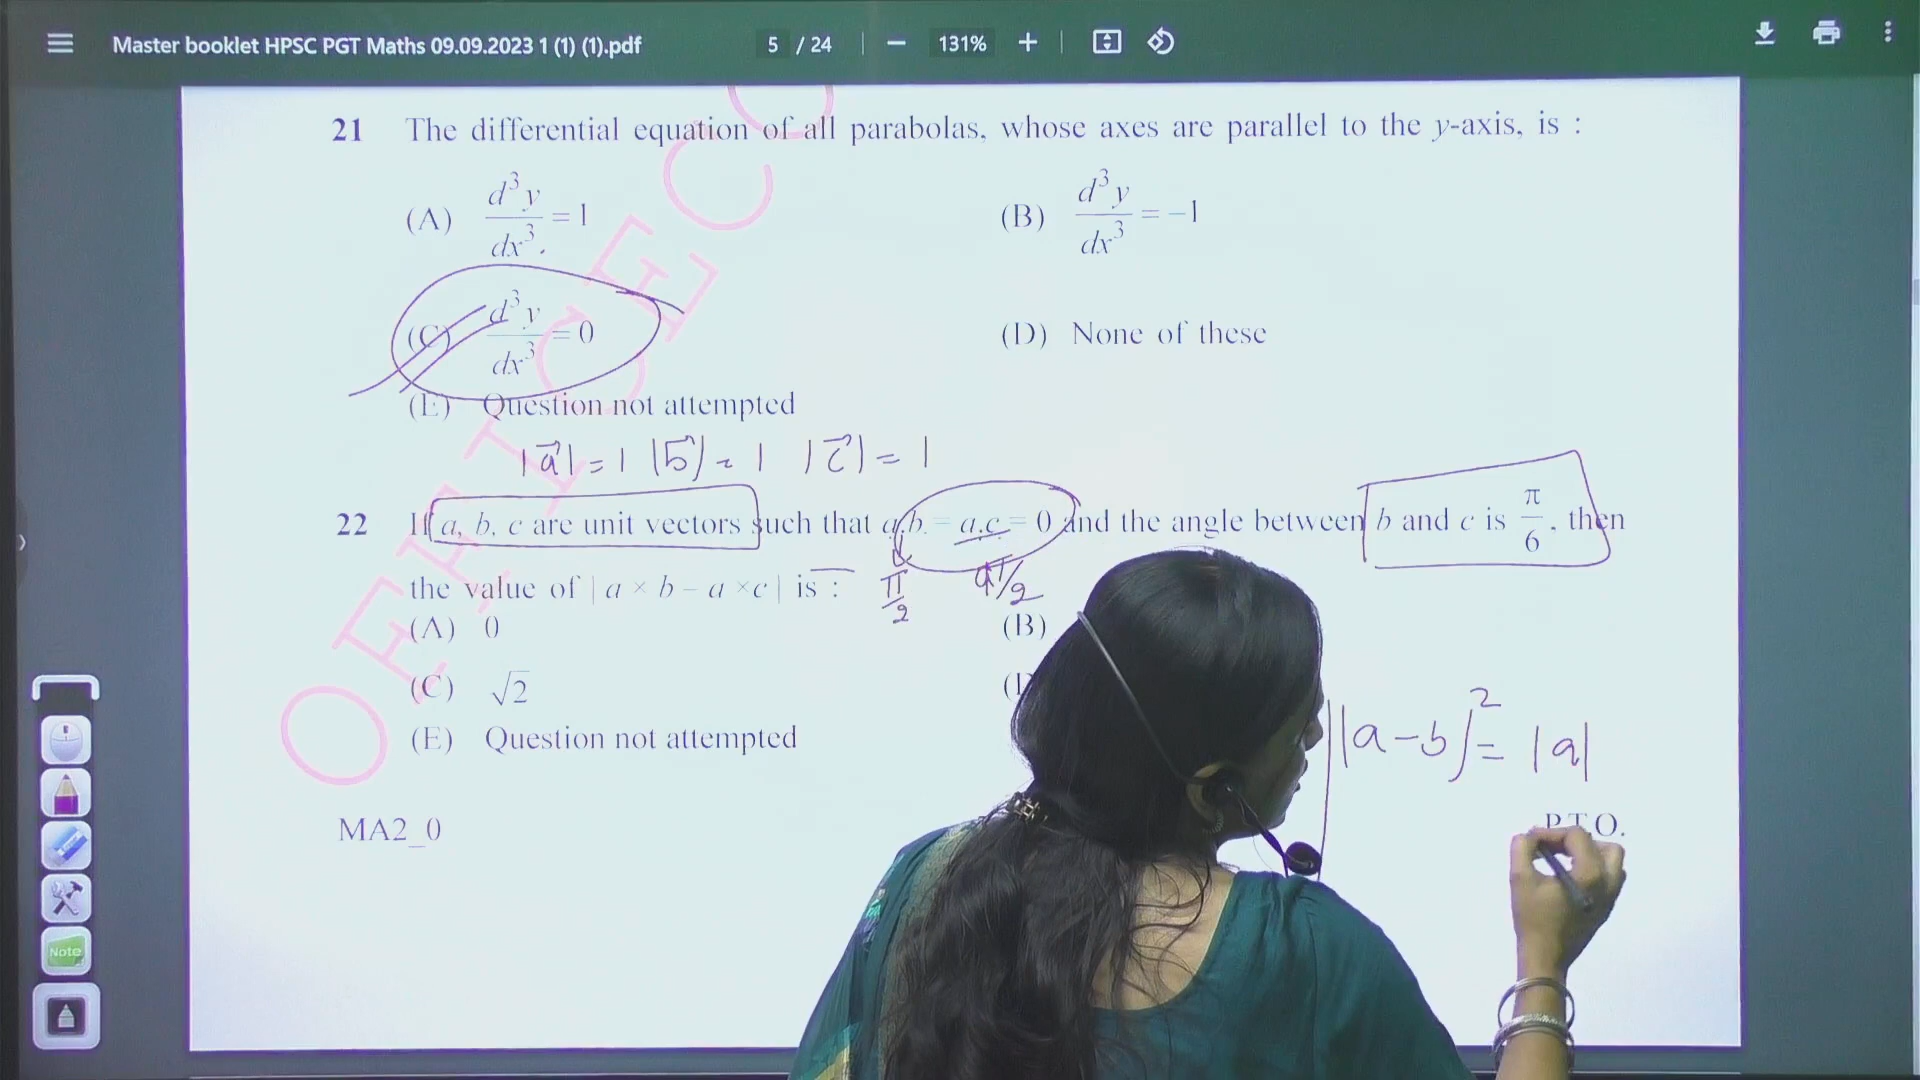 Master booklet HPSC PGT Maths 09.09.2023 1 (1) (1).pdf 5 / 24 131%
21 The differential equation of all parabolas, whose axes are parallel to the y-axis, is :
(A) d³y/dx³ = 1 (B) d³y/dx³ = −1
(C) d³y/dx³ = 0 (D) None of these
(E) Question not attempted
|a⃗| = 1 |b⃗| = 1 |c⃗| = 1
22 If a, b, c are unit vectors such that a.b. = a.c. = 0 and the angle between b and c is π/6, then
the value of | a × b − a ×c | is :
π/2 π/2
(A) 0 (B)
(C) √2
(E) Question not attempted
|a−b|² = |a|
MA2_0 P.T.O.
Note